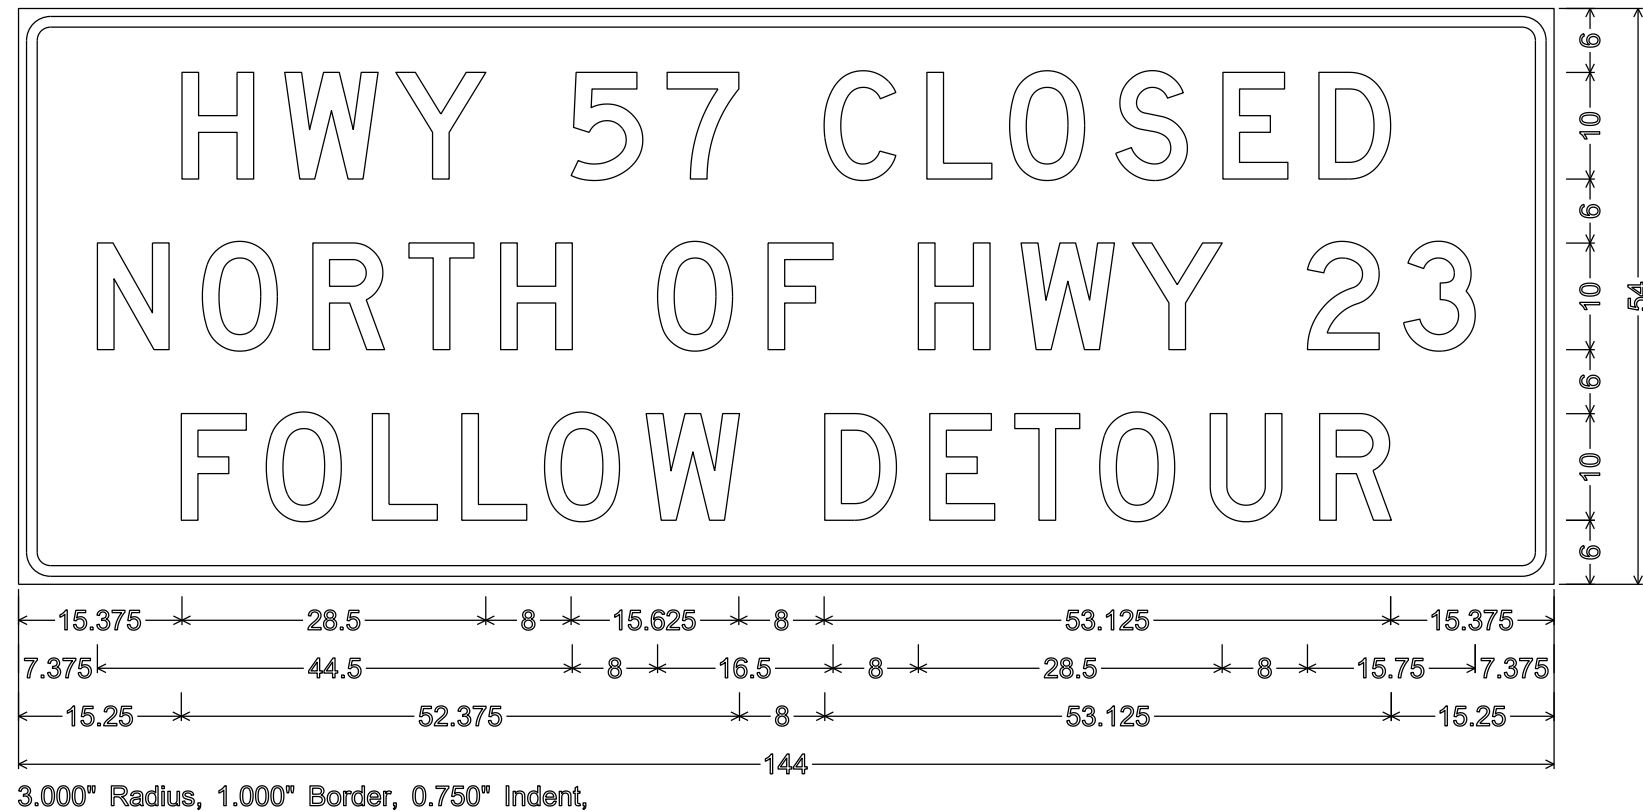 HWY 57 CLOSED
NORTH OF HWY 23
FOLLOW DETOUR
6
10
6
10
6
10
6
54
15.375 28.5 8 15.625 8 53.125 15.375
7.375 44.5 8 16.5 8 28.5 8 15.75 7.375
15.25 52.375 8 53.125 15.25
144
3.000" Radius, 1.000" Border, 0.750" Indent,